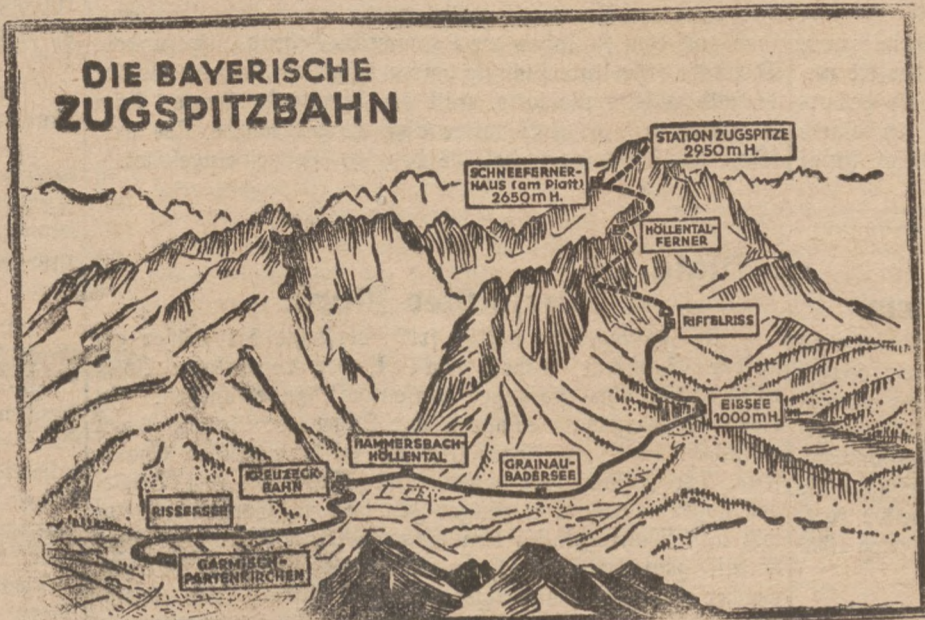 DIE BAYERISCHE
ZUGSPITZBAHN
STATION ZUGSPITZE
2950 m H.
SCHNEEFERNER-
HAUS (am Platt)
2650 m H.
HÖLLENTAL-
FERNER
RIFFELRISS
EIBSEE
1000 m H.
HAMMERSBACH-
HÖLLENTAL
GRAINAU-
BADERSEE
KREUZECK-
BAHN
RISSERSEE
GARMISCH-
PARTENKIRCHEN